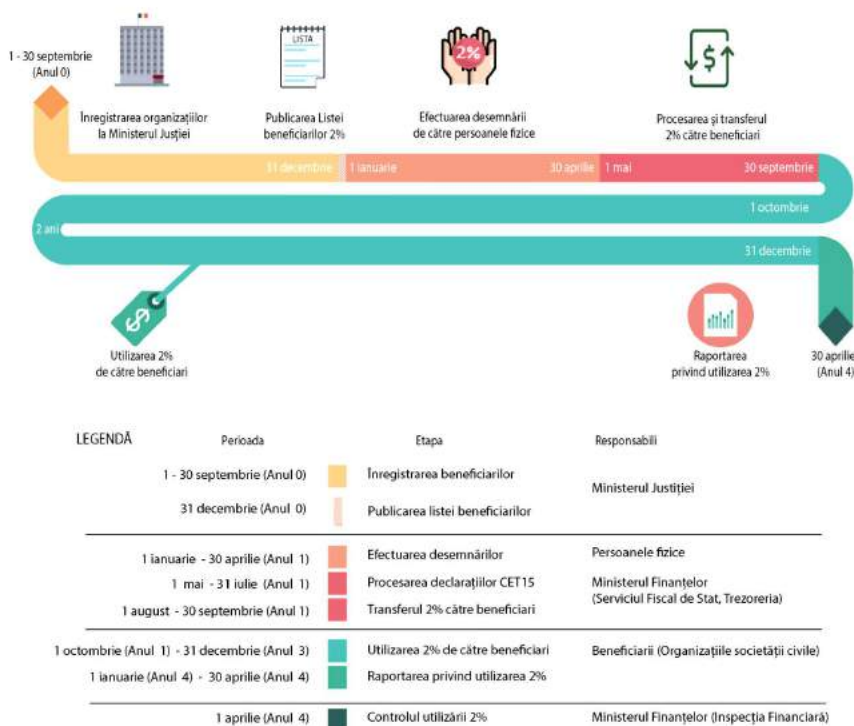 1 - 30 septembrie
(Anul 0)
Înregistrarea organizațiilor
la Ministerul Jusției
LISTA
Publicarea Listei
beneficiarilor 2%
2%
Efectuarea desemnării
de către persoanele fizice
$
Procesarea și transferul
2% către beneficiari
31 decembrie
1 ianuarie
30 aprilie
1 mai
30 septembrie
1 octombrie
2 ani
31 decembrie
$
Utilizarea 2%
de către beneficiari
Raportarea
privind utilizarea 2%
30 aprilie
(Anul 4)
LEGENDĂ Perioada Etapa Responsabili
1 - 30 septembrie (Anul 0) Înregistrarea beneficiarilor
Ministerul Justiției
31 decembrie (Anul 0) Publicarea listei beneficiarilor
1 ianuarie - 30 aprilie (Anul 1) Efectuarea desemnărilor Persoanele fizice
1 mai - 31 iulie (Anul 1) Procesarea declarațiilor CET15 Ministerul Finanțelor
(Serviciul Fiscal de Stat, Trezoreria)
1 august - 30 septembrie (Anul 1) Transferul 2% către beneficiari
1 octombrie (Anul 1) - 31 decembrie (Anul 3) Utilizarea 2% de către beneficiari Beneficiarii (Organizațiile societății civile)
1 ianuarie (Anul 4) - 30 aprilie (Anul 4) Raportarea privind utilizarea 2%
1 aprilie (Anul 4) Controlul utilizării 2% Ministerul Finanțelor (Inspecția Financiară)